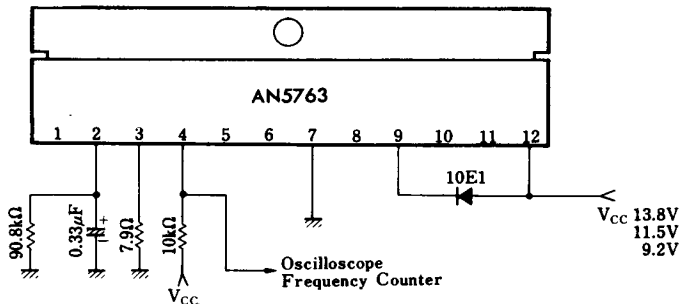 AN5763
1 2 3 4 5 6 7 8 9 10 11 12
10E1
90.8kΩ
0.33μF
+
7.9Ω
10kΩ
VCC 13.8V
11.5V
9.2V
Oscilloscope
Frequency Counter
VCC